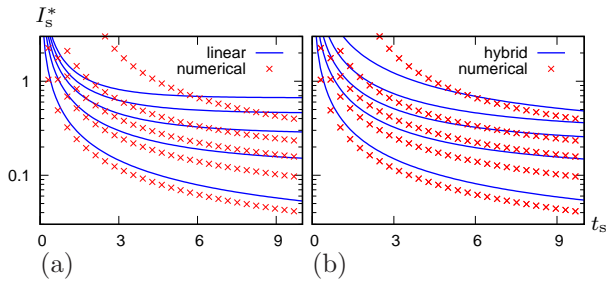 I*s
linear
numerical
hybrid
numerical
1
0.1
0 3 6 9 0 3 6 9 ts
(a) (b)